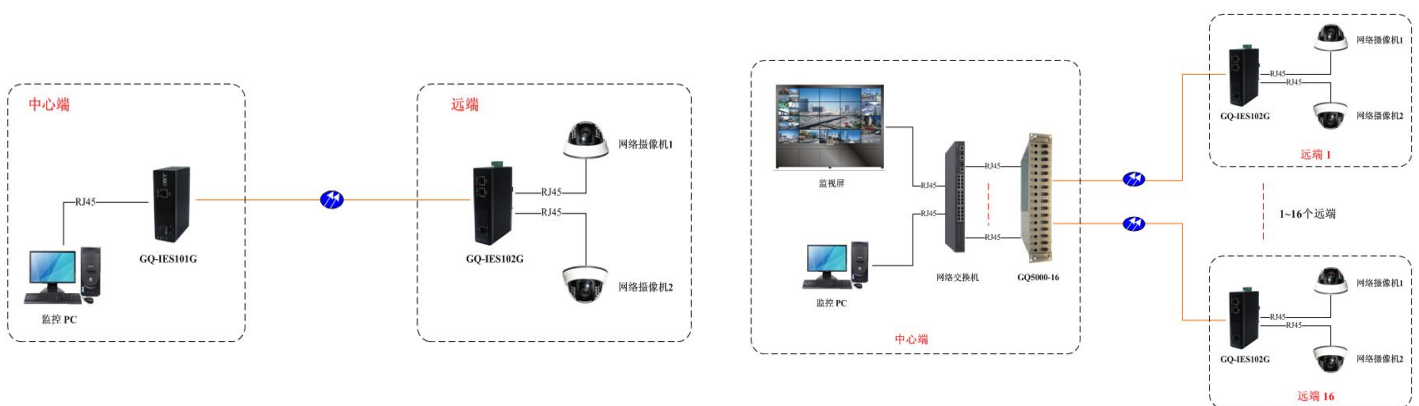 中心端
RJ45
GQ-IES101G
监控 PC
远端
网络摄像机1
RJ45
RJ45
GQ-IES102G
网络摄像机2
监视屏
RJ45
RJ45
RJ45
RJ45
监控 PC
网络交换机
GQ5000-16
中心端
网络摄像机1
RJ45
RJ45
GQ-IES102G
网络摄像机2
远端 1
1~16个远端
网络摄像机1
RJ45
RJ45
GQ-IES102G
网络摄像机2
远端 16